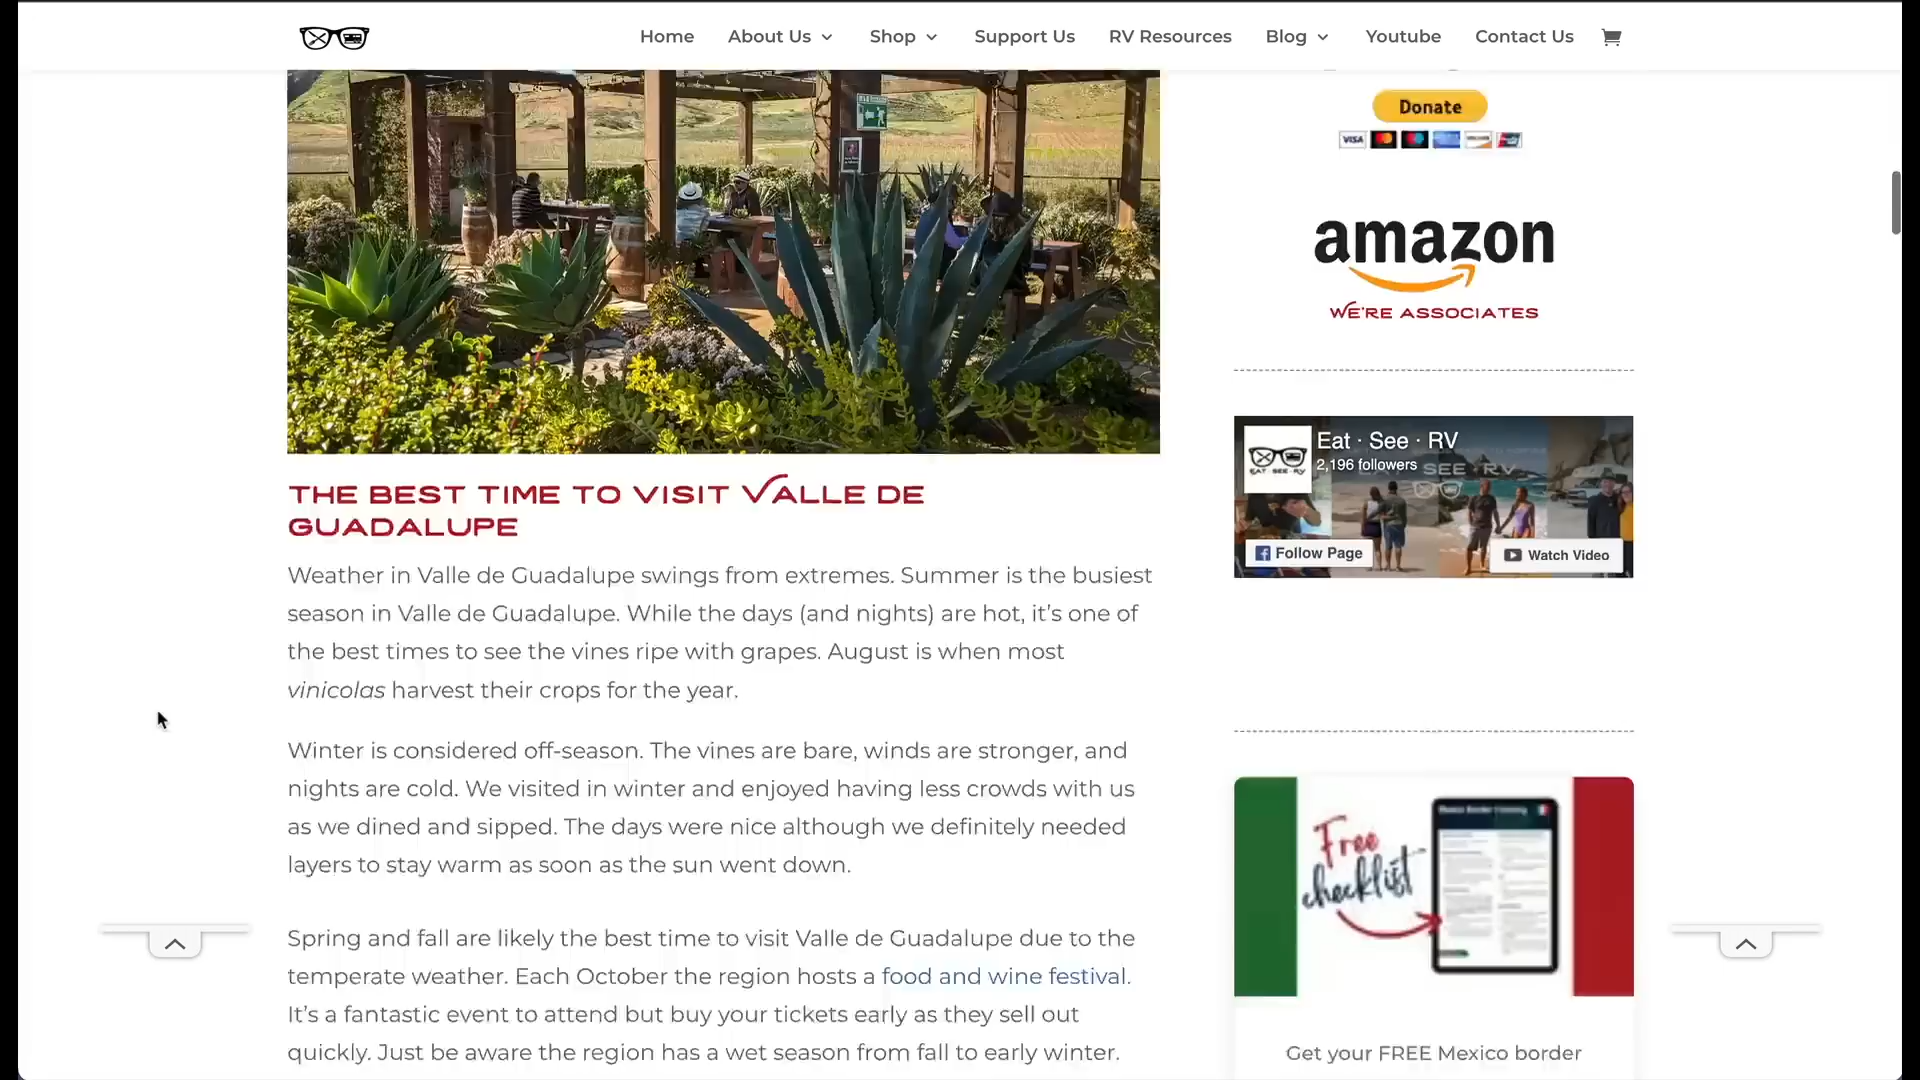 Home About Us Shop Support Us RV Resources Blog Youtube Contact Us
THE BEST TIME TO VISIT VALLE DE
GUADALUPE
Weather in Valle de Guadalupe swings from extremes. Summer is the busiest
season in Valle de Guadalupe. While the days (and nights) are hot, it's one of
the best times to see the vines ripe with grapes. August is when most
vinicolas harvest their crops for the year.
Winter is considered off-season. The vines are bare, winds are stronger, and
nights are cold. We visited in winter and enjoyed having less crowds with us
as we dined and sipped. The days were nice although we definitely needed
layers to stay warm as soon as the sun went down.
Spring and fall are likely the best time to visit Valle de Guadalupe due to the
temperate weather. Each October the region hosts a food and wine festival.
It's a fantastic event to attend but buy your tickets early as they sell out
quickly. Just be aware the region has a wet season from fall to early winter.
Donate
VISA
amazon
WE'RE ASSOCIATES
Eat · See · RV
2,196 followers
EAT·SEE·RV
SEE·RV
Follow Page
Watch Video
Free
checklist
Get your FREE Mexico border